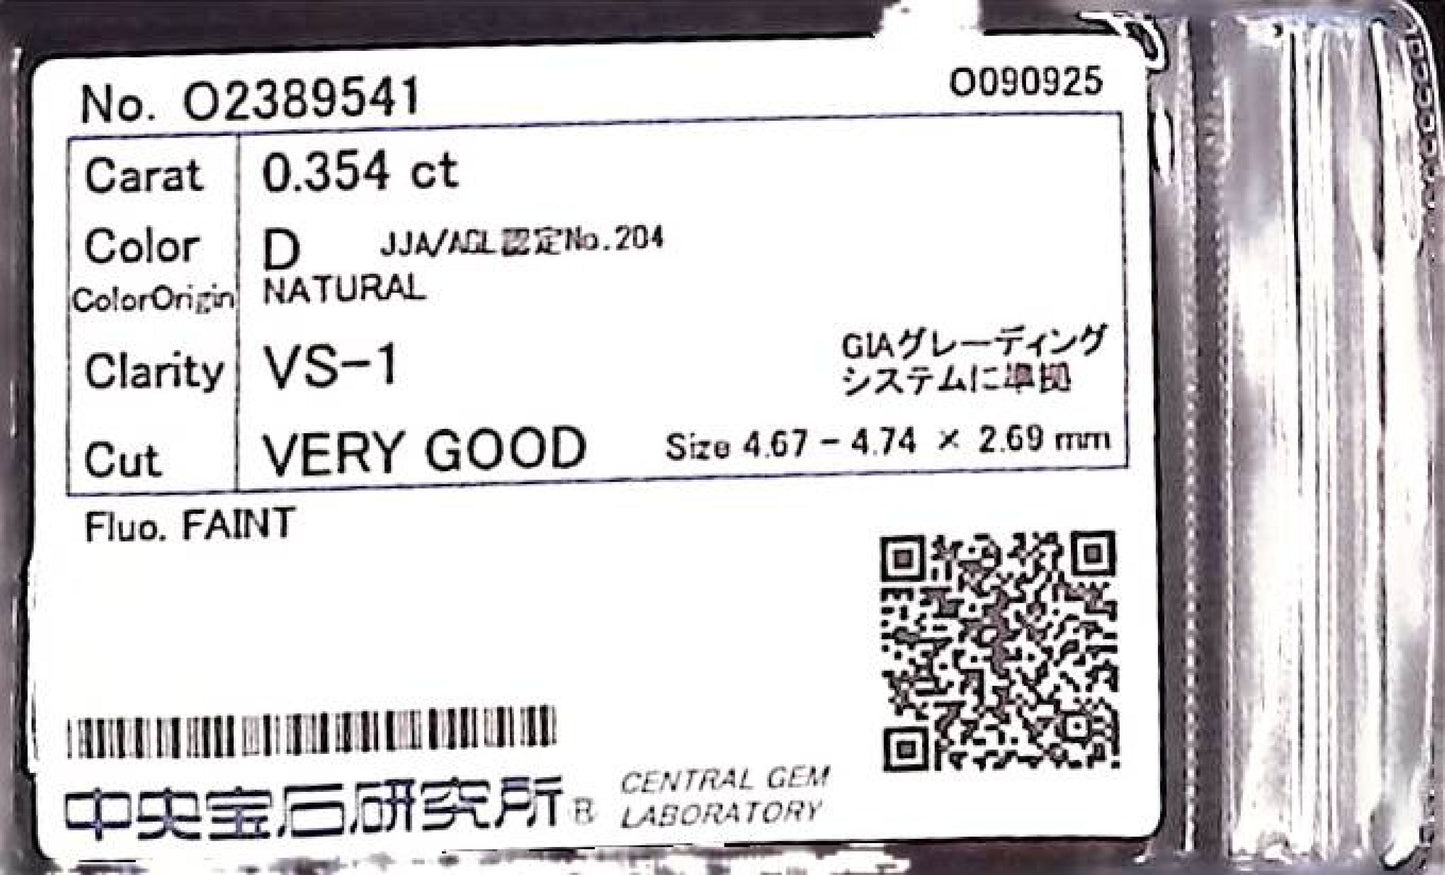 No. O2389541 O090925
Carat 0.354 ct
Color D JJA/AGL認定No.204
ColorOrigin NATURAL
Clarity VS-1 GIAグレーディング
システムに準拠
Cut VERY GOOD Size 4.67 - 4.74 × 2.69 mm
Fluo. FAINT
中央宝石研究所 ® CENTRAL GEM
LABORATORY